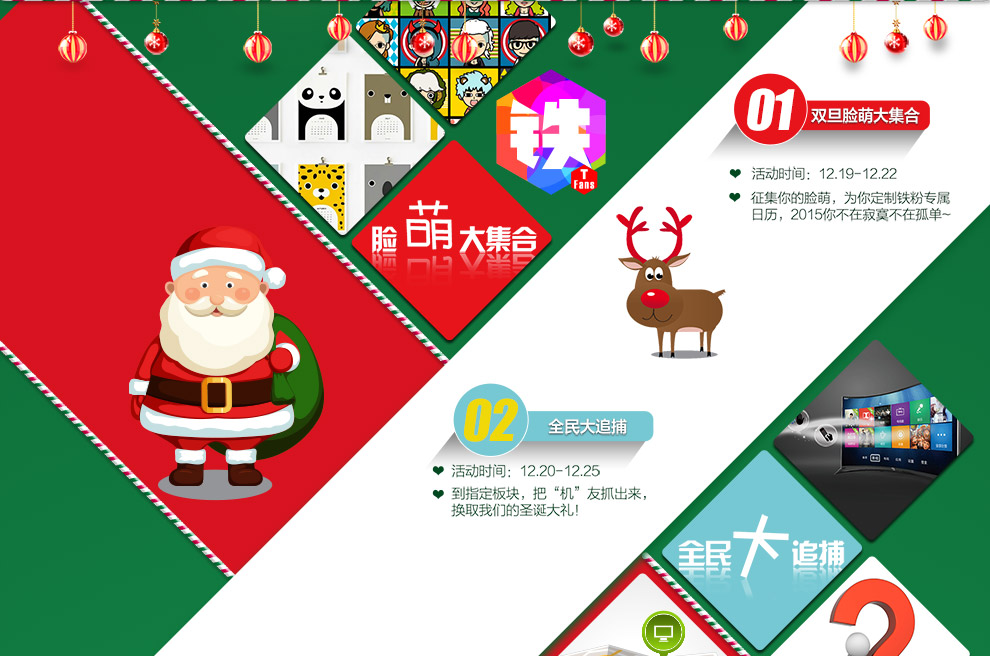 铁
T
Fans
01
双旦脸萌大集合
活动时间：12.19-12.22
征集你的脸萌，为你定制铁粉专属
日历，2015你不在寂寞不在孤单~
脸萌大集合
02
全民大追捕
活动时间：12.20-12.25
到指定板块，把“机”友抓出来，
换取我们的圣诞大礼！
全民大追捕